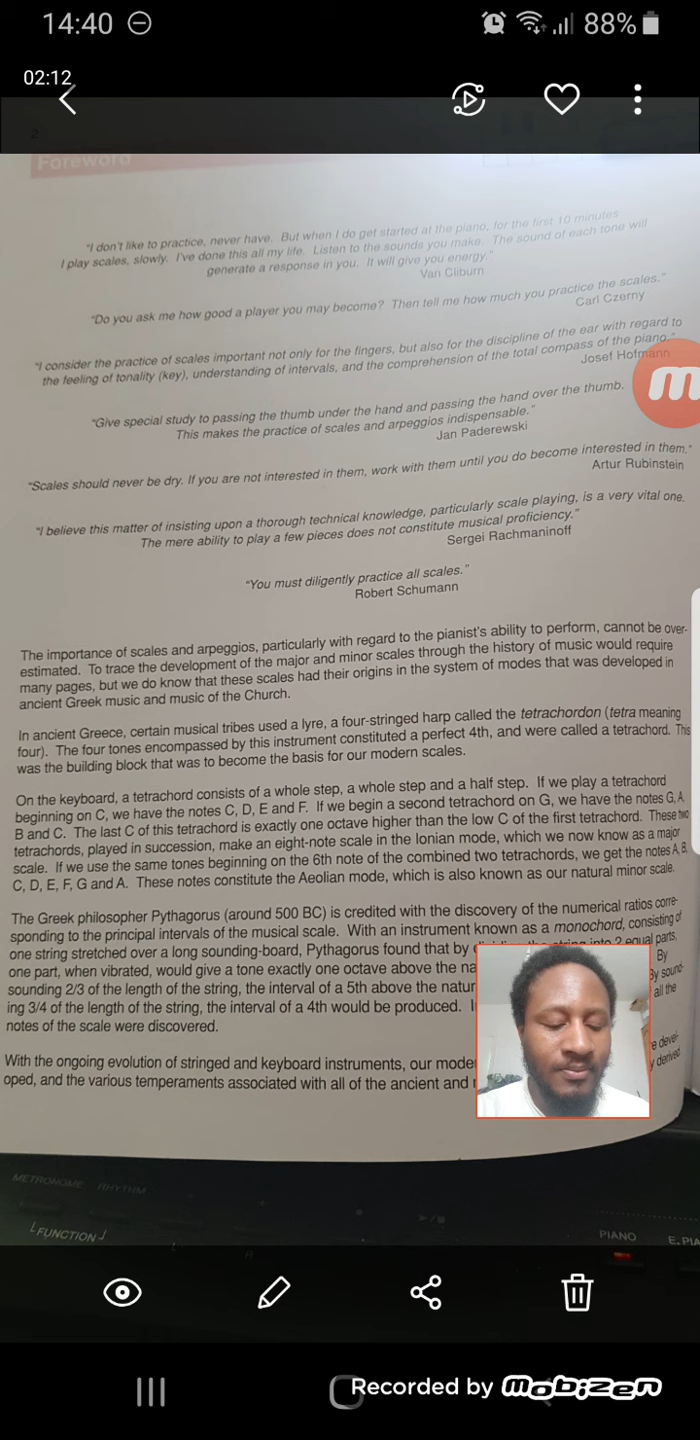 14:40 88%
02:12
2
Foreword
"I don't like to practice, never have. But when I do get started at the piano, for the first 10 minutes
I play scales, slowly. I've done this all my life. Listen to the sounds you make. The sound of each tone will
generate a response in you. It will give you energy."
Van Cliburn
"Do you ask me how good a player you may become? Then tell me how much you practice the scales."
Carl Czerny
"I consider the practice of scales important not only for the fingers, but also for the discipline of the ear with regard to
the feeling of tonality (key), understanding of intervals, and the comprehension of the total compass of the piano."
Josef Hofmann
"Give special study to passing the thumb under the hand and passing the hand over the thumb.
This makes the practice of scales and arpeggios indispensable."
Jan Paderewski
"Scales should never be dry. If you are not interested in them, work with them until you do become interested in them."
Artur Rubinstein
"I believe this matter of insisting upon a thorough technical knowledge, particularly scale playing, is a very vital one.
The mere ability to play a few pieces does not constitute musical proficiency."
Sergei Rachmaninoff
"You must diligently practice all scales."
Robert Schumann
The importance of scales and arpeggios, particularly with regard to the pianist's ability to perform, cannot be over-
estimated. To trace the development of the major and minor scales through the history of music would require
many pages, but we do know that these scales had their origins in the system of modes that was developed in
ancient Greek music and music of the Church.
In ancient Greece, certain musical tribes used a lyre, a four-stringed harp called the tetrachordon (tetra meaning
four). The four tones encompassed by this instrument constituted a perfect 4th, and were called a tetrachord. This
was the building block that was to become the basis for our modern scales.
On the keyboard, a tetrachord consists of a whole step, a whole step and a half step. If we play a tetrachord
beginning on C, we have the notes C, D, E and F. If we begin a second tetrachord on G, we have the notes G, A
B and C. The last C of this tetrachord is exactly one octave higher than the low C of the first tetrachord. These two
tetrachords, played in succession, make an eight-note scale in the Ionian mode, which we now know as a major
scale. If we use the same tones beginning on the 6th note of the combined two tetrachords, we get the notes A, B,
C, D, E, F, G and A. These notes constitute the Aeolian mode, which is also known as our natural minor scale.
The Greek philosopher Pythagorus (around 500 BC) is credited with the discovery of the numerical ratios corre-
sponding to the principal intervals of the musical scale. With an instrument known as a monochord, consisting of
one string stretched over a long sounding-board, Pythagorus found that by dividing the string into 2 equal parts,
one part, when vibrated, would give a tone exactly one octave above the By
sounding 2/3 of the length of the string, the interval of a 5th above the By sound-
ing 3/4 of the length of the string, the interval of a 4th would be produced. all the
notes of the scale were discovered.
With the ongoing evolution of stringed and keyboard instruments, our
oped, and the various temperaments associated with all of the ancient and derived
METRONOME RHYTHM
FUNCTION
PIANO E.PIA
Recorded by Mobizen